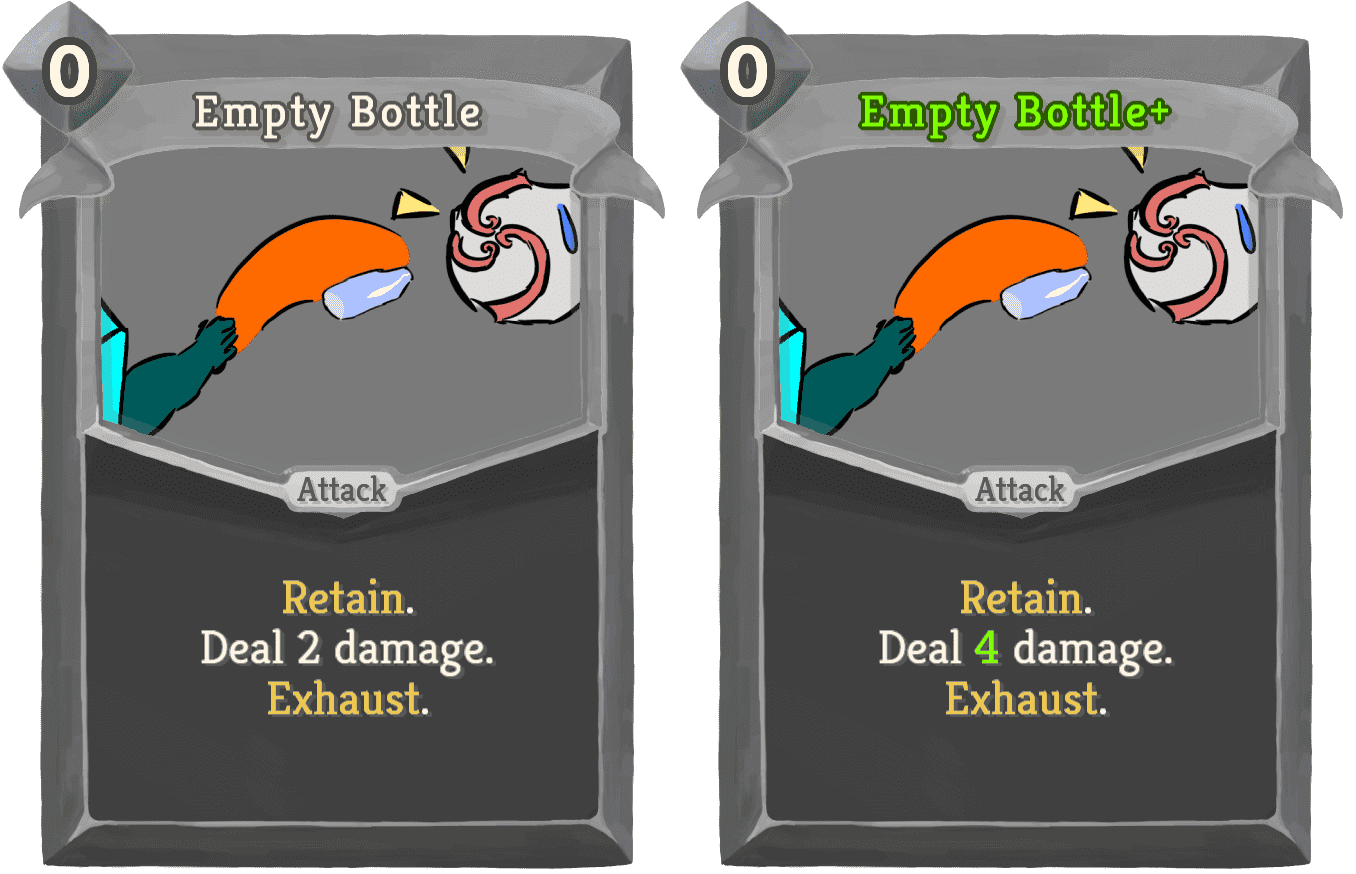 0
Empty Bottle
Attack
Retain.
Deal 2 damage.
Exhaust.
0
Empty Bottle+
Attack
Retain.
Deal 4 damage.
Exhaust.